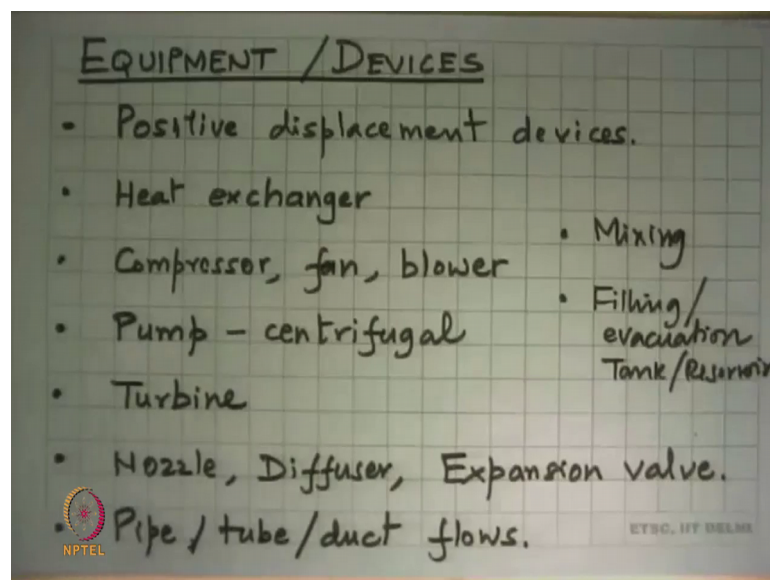 EQUIPMENT / DEVICES
• Positive displacement devices.
• Heat exchanger
• Compressor, fan, blower
• Pump - centrifugal
• Turbine
• Nozzle, Diffuser, Expansion valve.
• Pipe / tube / duct flows.
• Mixing
• Filling /
evacuation
Tank / Reservoir
NPTEL
ETSC, IIT DELHI